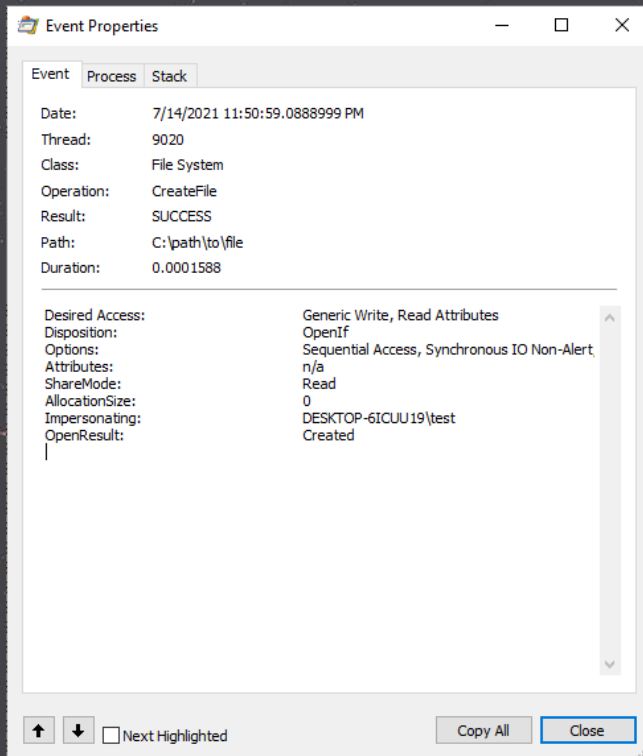 Event Properties
Event Process Stack
Date: 7/14/2021 11:50:59.0888999 PM
Thread: 9020
Class: File System
Operation: CreateFile
Result: SUCCESS
Path: C:\path\to\file
Duration: 0.0001588
Desired Access: Generic Write, Read Attributes
Disposition: OpenIf
Options: Sequential Access, Synchronous IO Non-Alert,
Attributes: n/a
ShareMode: Read
AllocationSize: 0
Impersonating: DESKTOP-6ICUU19\test
OpenResult: Created
Next Highlighted Copy All Close